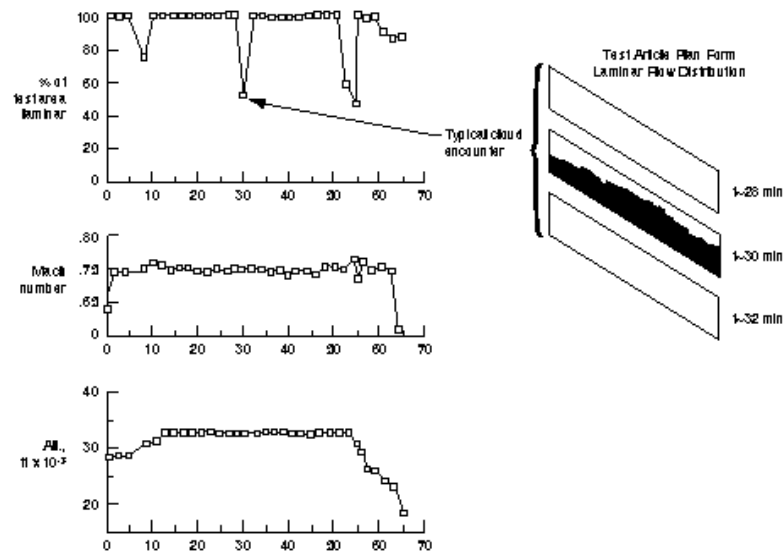 100
80
60
40
20
0
% of
test area
laminar
0 10 20 30 40 50 60 70
Typical cloud
encounter
Test Article Plan Form
Laminar Flow Distribution
t~28 min
t~30 min
t~32 min
.80
.75
.65
0
Mach
number
0 10 20 30 40 50 60 70
40
30
20
Alt.,
ft x 10-3
0 10 20 30 40 50 60 70